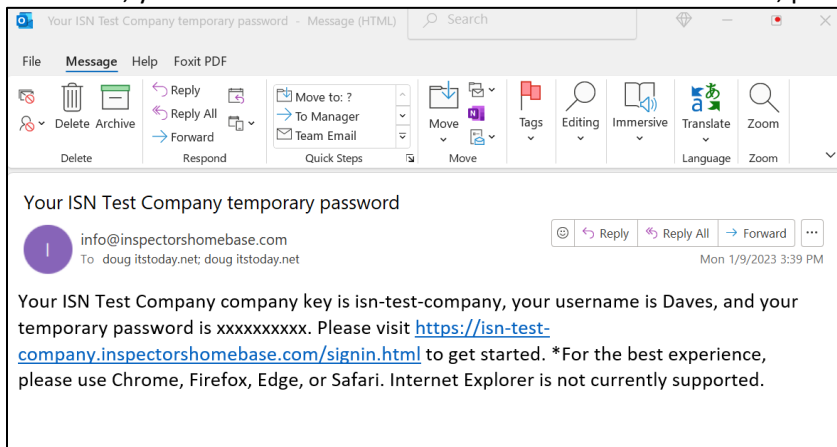 Your ISN Test Company temporary password - Message (HTML)
Search
File Message Help Foxit PDF
Delete Archive
Reply
Reply All
Forward
Move to: ?
To Manager
Team Email
Move
Tags
Editing
Immersive
Translate
Zoom
Delete
Respond
Quick Steps
Move
Language
Zoom
Your ISN Test Company temporary password
I
info@inspectorshomebase.com
To doug itstoday.net; doug itstoday.net
Reply
Reply All
Forward
Mon 1/9/2023 3:39 PM
Your ISN Test Company company key is isn-test-company, your username is Daves, and your
temporary password is xxxxxxxxxx. Please visit https://isn-test-
company.inspectorshomebase.com/signin.html to get started. *For the best experience,
please use Chrome, Firefox, Edge, or Safari. Internet Explorer is not currently supported.